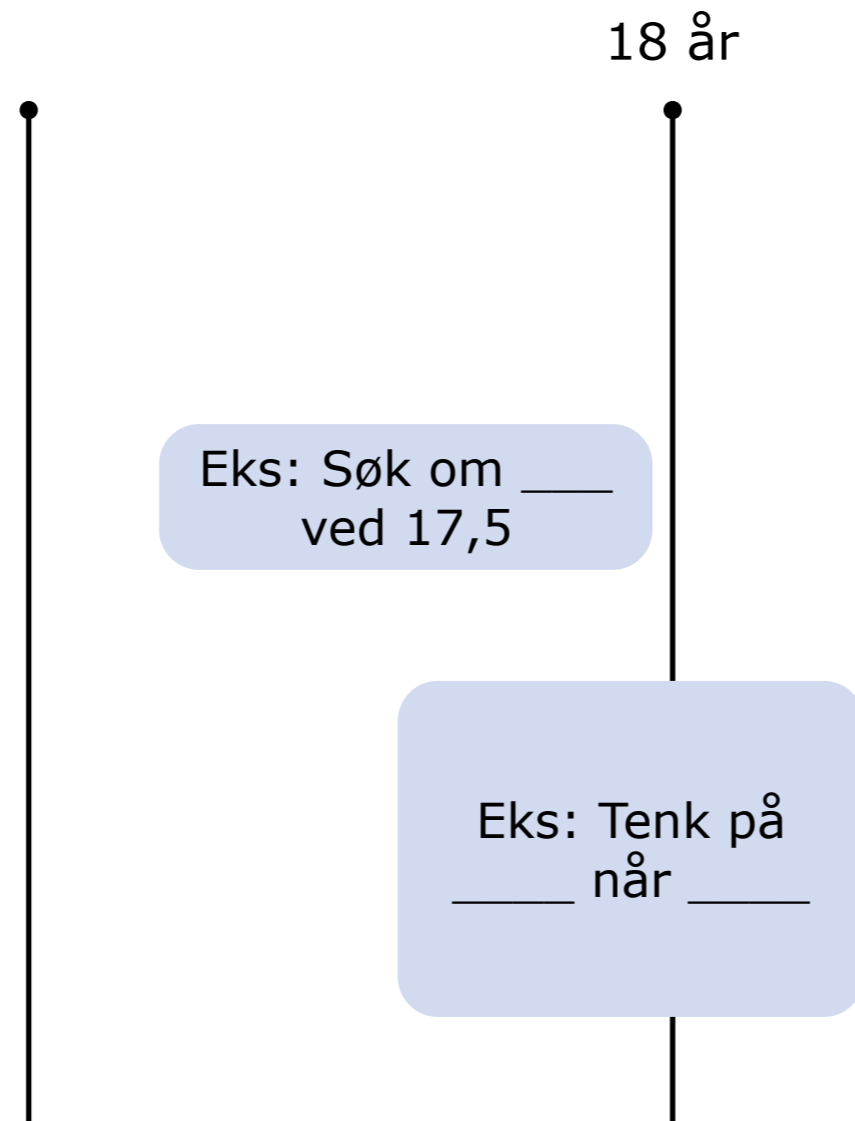 18 år
Eks: Søk om ___
ved 17,5
Eks: Tenk på
____ når ____